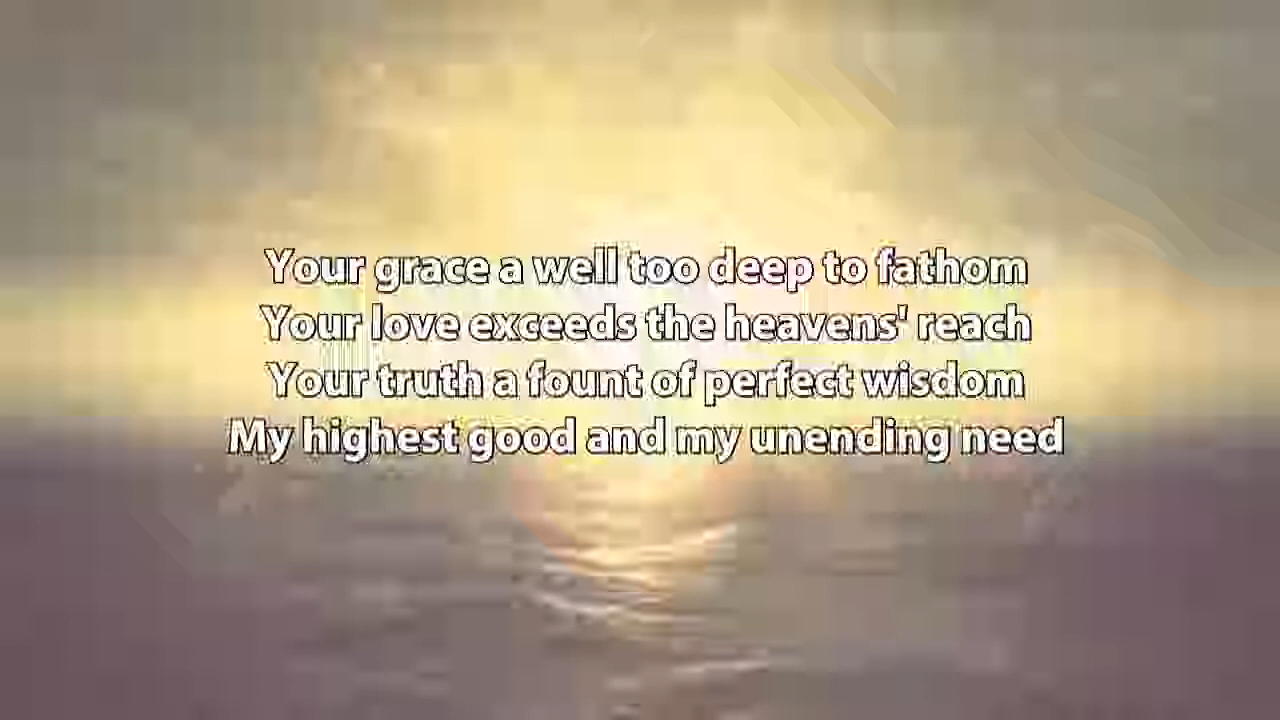 Your grace a well too deep to fathom
Your love exceeds the heavens' reach
Your truth a fount of perfect wisdom
My highest good and my unending need